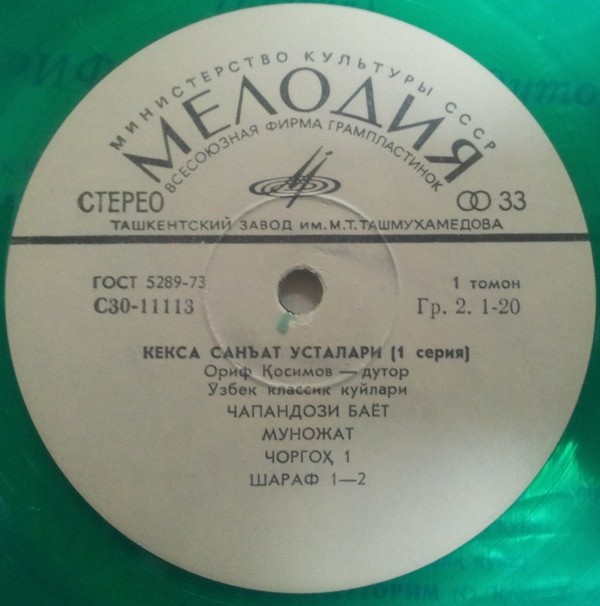 МИНИСТЕРСТВО КУЛЬТУРЫ СССР
МЕЛОДИЯ
ВСЕСОЮЗНАЯ ФИРМА ГРАМПЛАСТИНОК
СТЕРЕО 33
ТАШКЕНТСКИЙ ЗАВОД ИМ. М.Т. ТАШМУХАМЕДОВА
ГОСТ 5289-73 1 томон
С30-11113 Гр. 2. 1-20
КЕКСА САНЪАТ УСТАЛАРИ (1 серия)
Ориф Қосимов — дутор
Узбек классик куйлари
ЧАПАНДОЗИ БАЁТ
МУНОЖАТ
ЧОРГОҲ 1
ШАРАФ 1—2